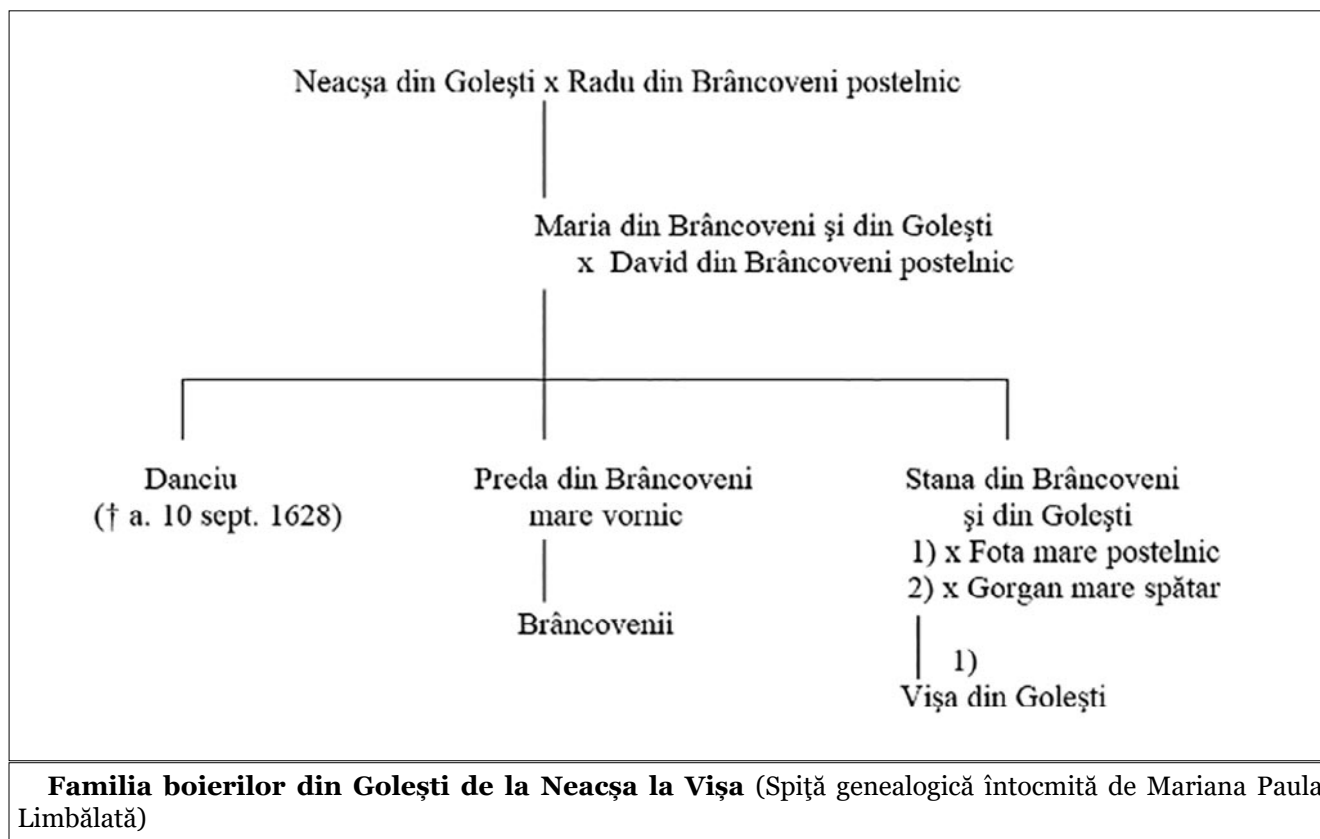 Neacşa din Goleşti x Radu din Brâncoveni postelnic
Maria din Brâncoveni şi din Goleşti
x David din Brâncoveni postelnic
Danciu
(† a. 10 sept. 1628)
Preda din Brâncoveni
mare vornic
Brâncovenii
Stana din Brâncoveni
şi din Goleşti
1) x Fota mare postelnic
2) x Gorgan mare spătar
1)
Vişa din Goleşti
Familia boierilor din Golești de la Neacșa la Vișa (Spiţă genealogică întocmită de Mariana Paula
Limbălată)